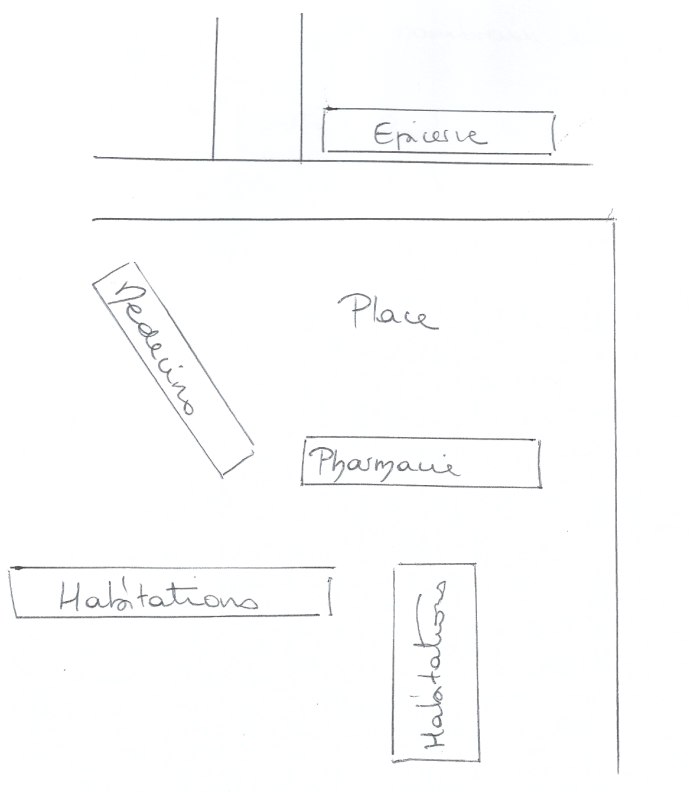 Epicerie
Place
Medecins
Pharmacie
Habitations
Habitations